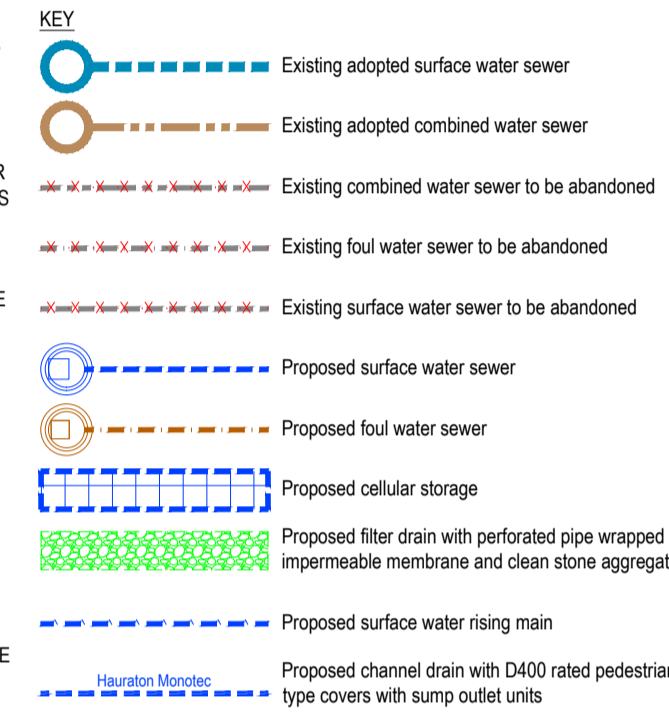 KEY
Existing adopted surface water sewer
Existing adopted combined water sewer
R
S
Existing combined water sewer to be abandoned
Existing foul water sewer to be abandoned
E
Existing surface water sewer to be abandoned
Proposed surface water sewer
Proposed foul water sewer
Proposed cellular storage
Proposed filter drain with perforated pipe wrapped
impermeable membrane and clean stone aggregat
Proposed surface water rising main
E
Hauraton Monotec
Proposed channel drain with D400 rated pedestrian
type covers with sump outlet units